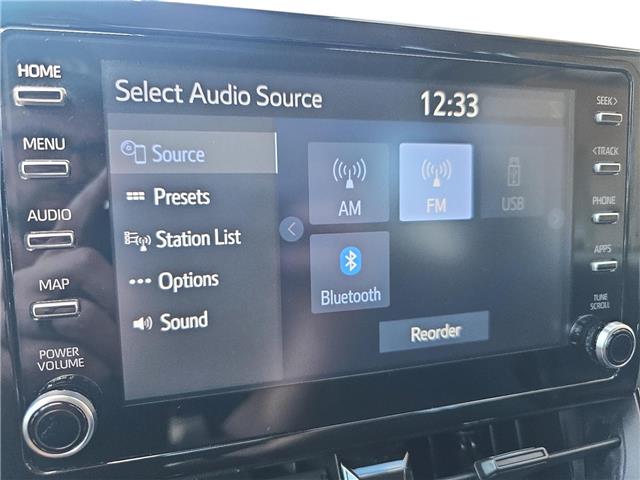 HOME
MENU
AUDIO
MAP
POWER
VOLUME
Select Audio Source
12:33
Source
Presets
Station List
Options
Sound
AM
FM
USB
Bluetooth
Reorder
SEEK >
< TRACK
PHONE
APPS
TUNE
SCROLL